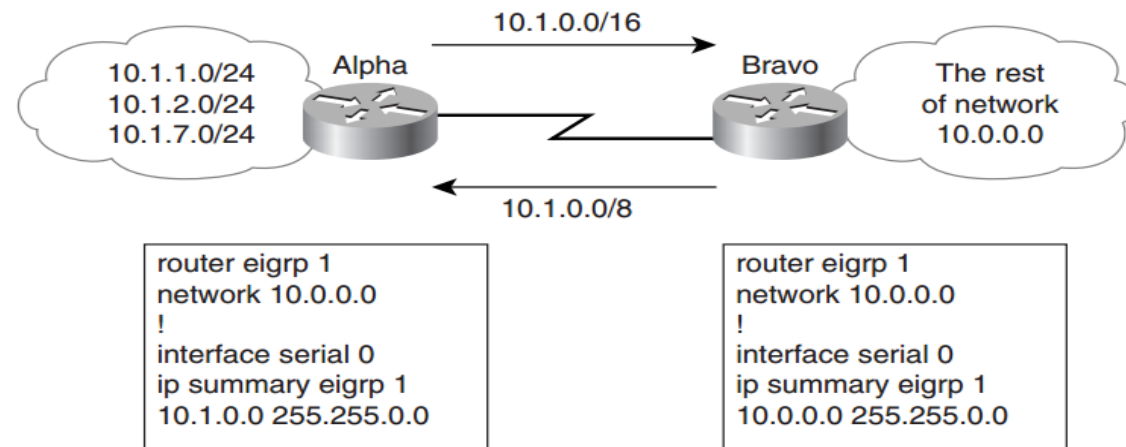 10.1.0.0/16
10.1.1.0/24
10.1.2.0/24
10.1.7.0/24
Alpha
Bravo
The rest
of network
10.0.0.0
10.1.0.0/8
router eigrp 1
network 10.0.0.0
!
interface serial 0
ip summary eigrp 1
10.1.0.0 255.255.0.0
router eigrp 1
network 10.0.0.0
!
interface serial 0
ip summary eigrp 1
10.0.0.0 255.255.0.0